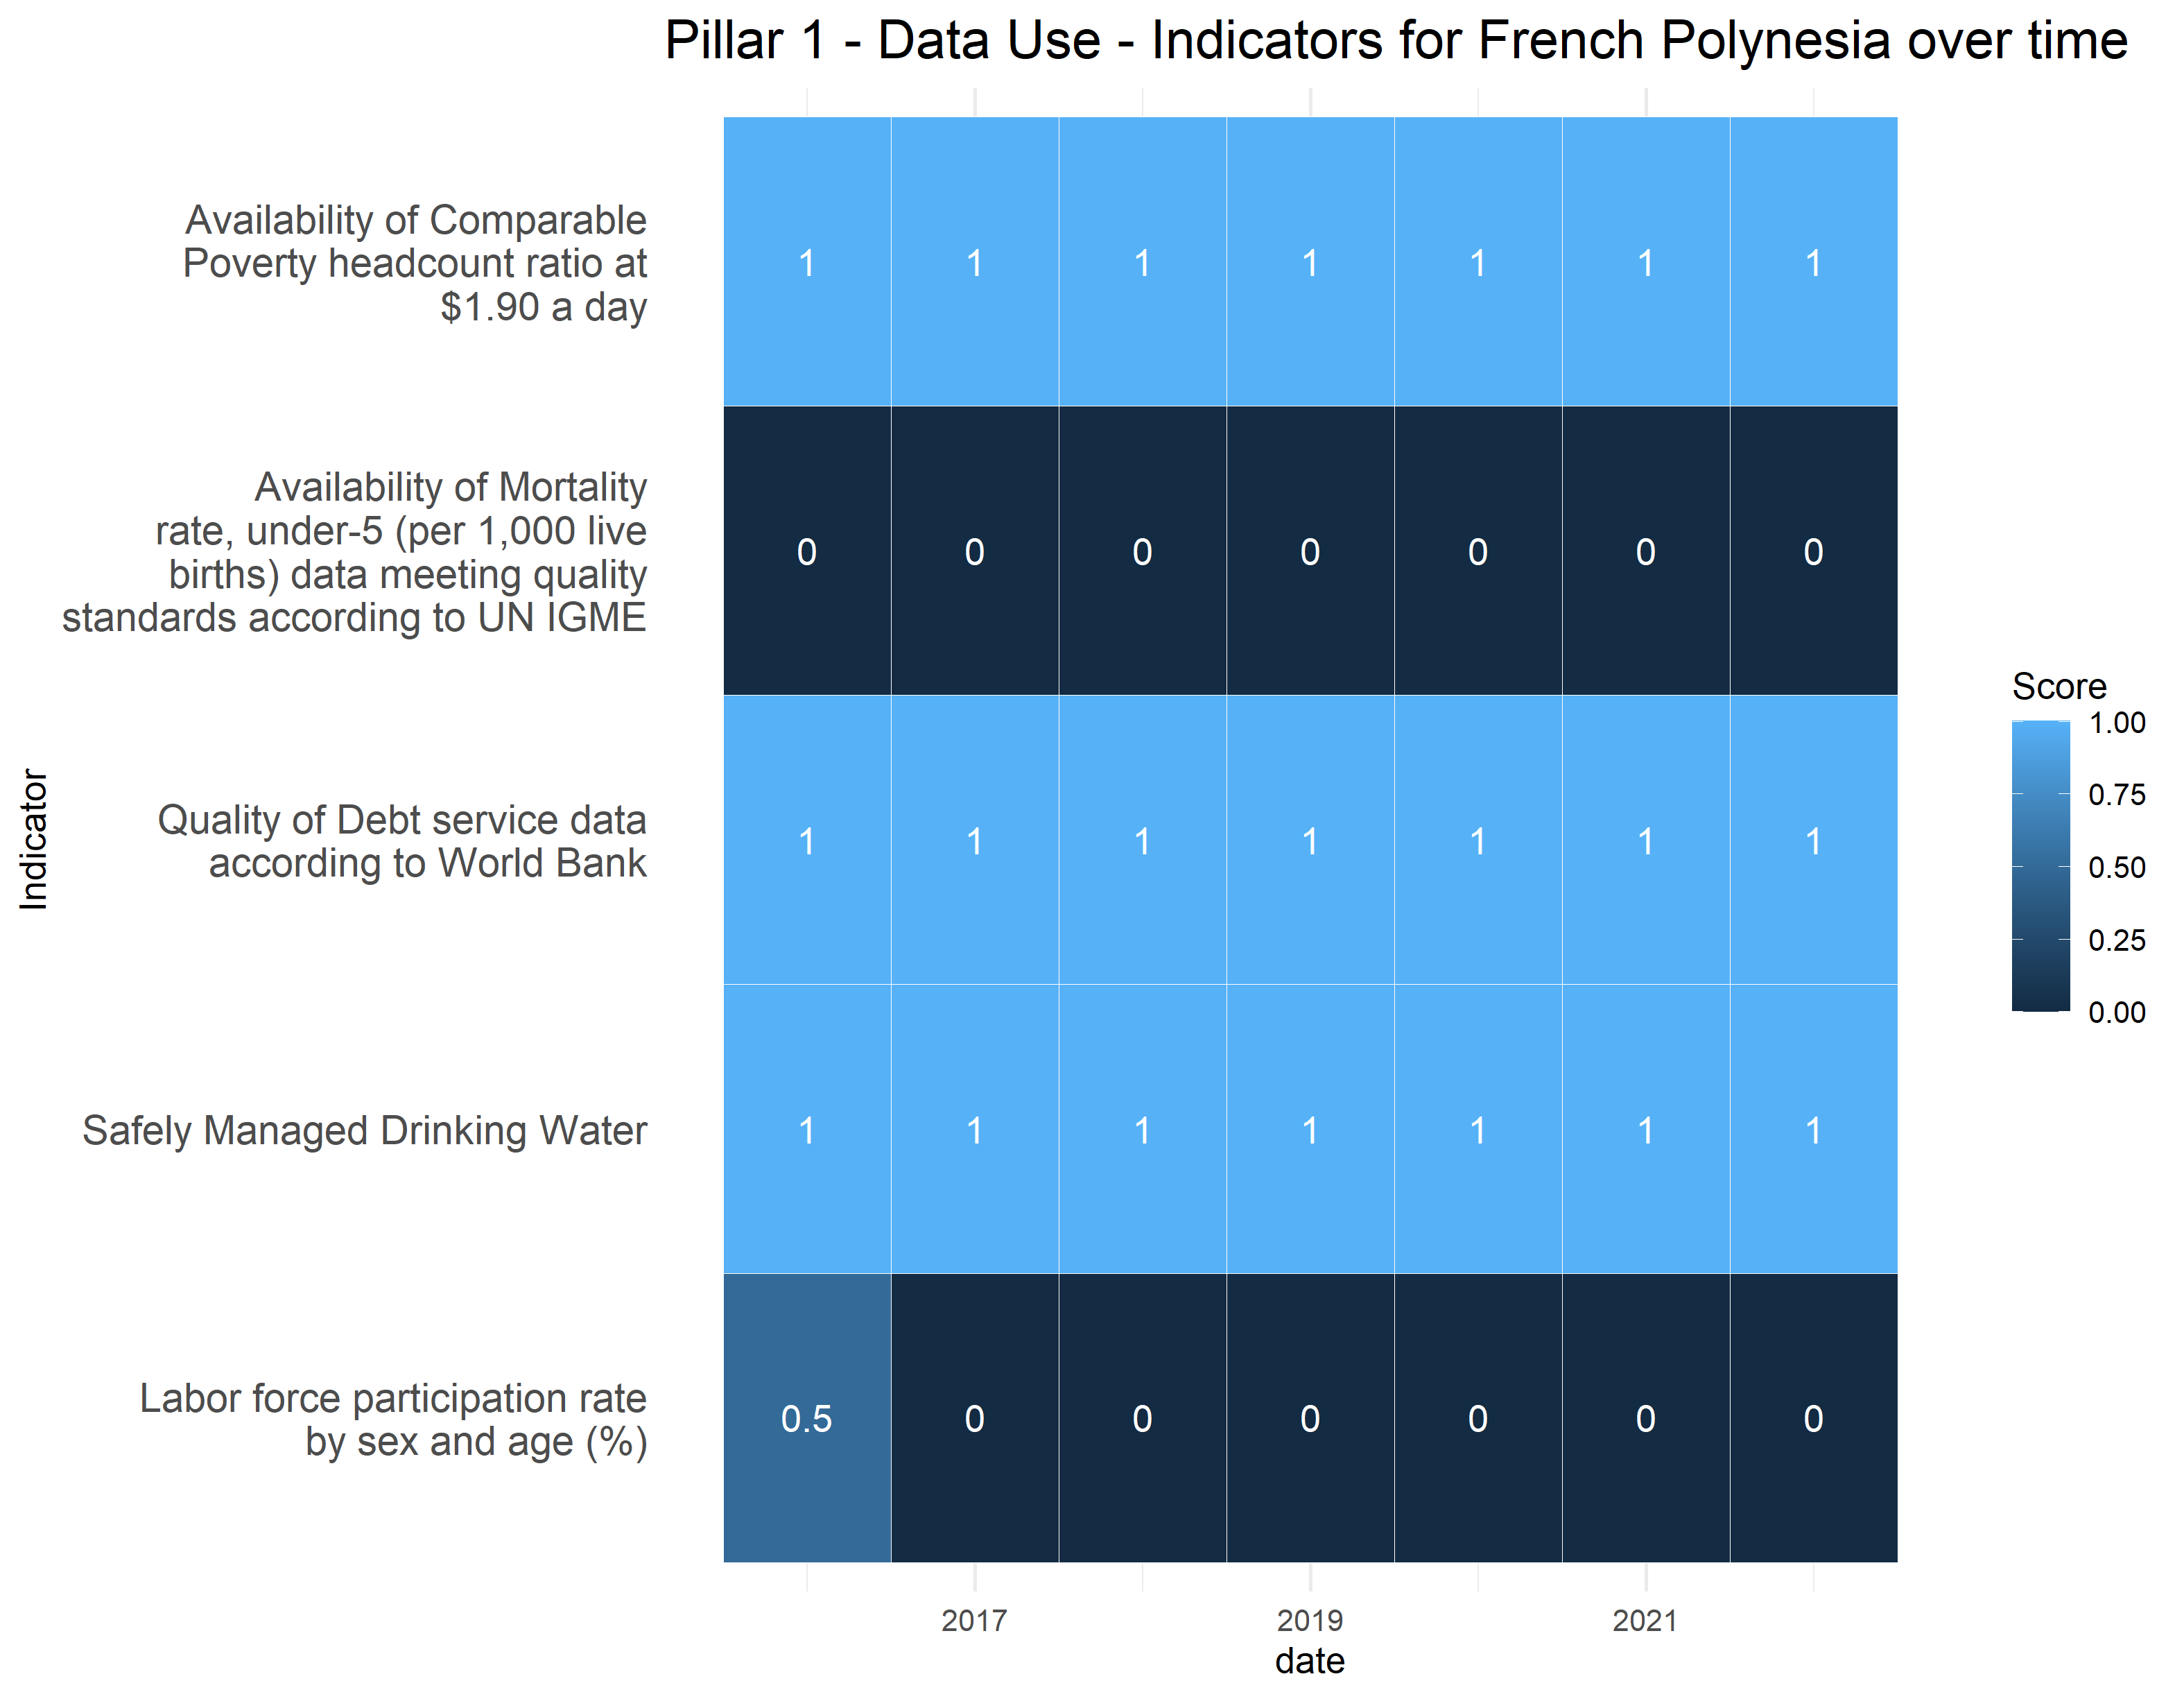 Pillar 1 - Data Use - Indicators for French Polynesia over time
Availability of Comparable
Poverty headcount ratio at
$1.90 a day
1 1 1 1 1 1 1
Availability of Mortality
rate, under-5 (per 1,000 live
births) data meeting quality
standards according to UN IGME
0 0 0 0 0 0 0
Quality of Debt service data
according to World Bank
1 1 1 1 1 1 1
Safely Managed Drinking Water
1 1 1 1 1 1 1
Labor force participation rate
by sex and age (%)
0.5 0 0 0 0 0 0
2017 2019 2021
date
Indicator
Score
1.00
0.75
0.50
0.25
0.00